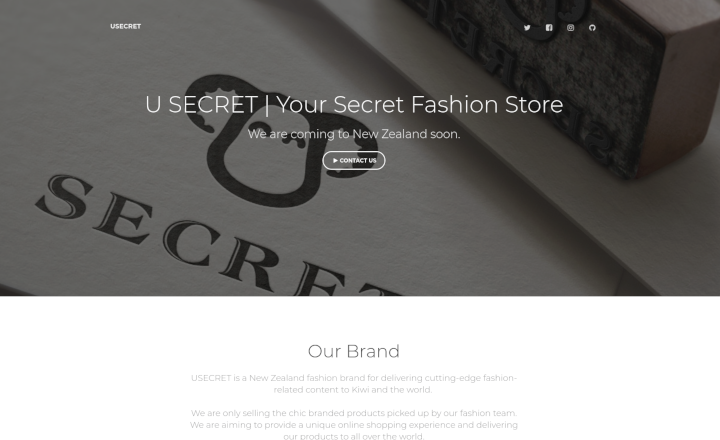 USECRET
U SECRET | Your Secret Fashion Store
We are coming to New Zealand soon.
CONTACT US
SECRET
Our Brand
USECRET is a New Zealand fashion brand for delivering cutting-edge fashion-
related content to Kiwi and the world.
We are only selling the chic branded products picked up by our fashion team.
We are aiming to provide a unique online shopping experience and delivering
our products to all over the world.